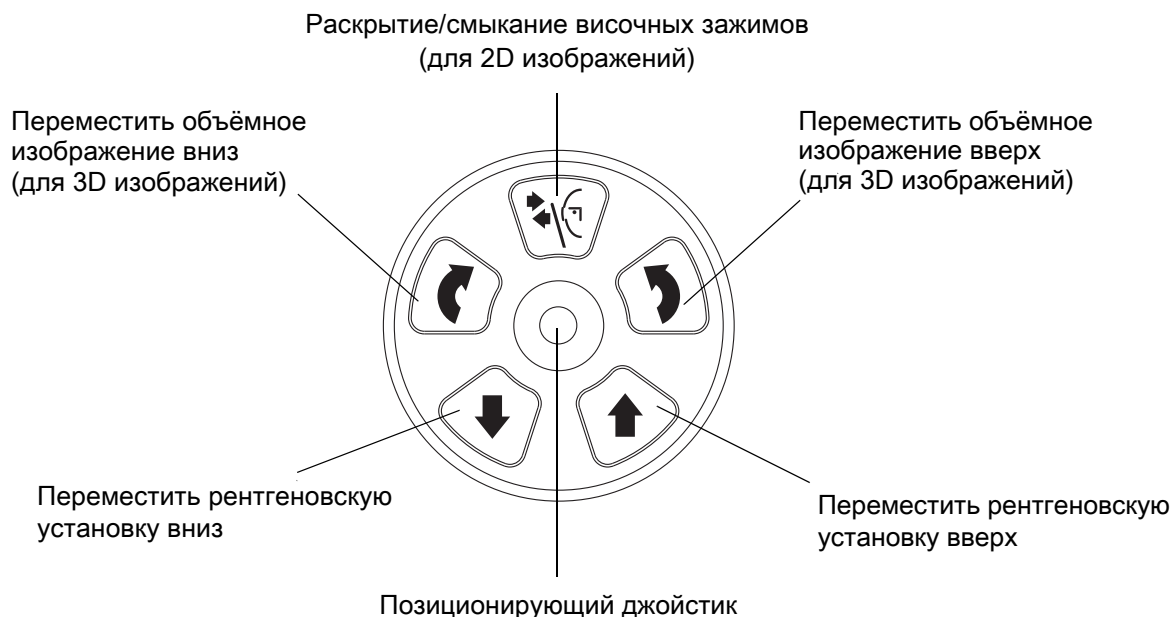 Раскрытие/смыкание височных зажимов
(для 2D изображений)
Переместить объёмное
изображение вниз
(для 3D изображений)
Переместить объёмное
изображение вверх
(для 3D изображений)
Переместить рентгеновскую
установку вниз
Переместить рентгеновскую
установку вверх
Позиционирующий джойстик